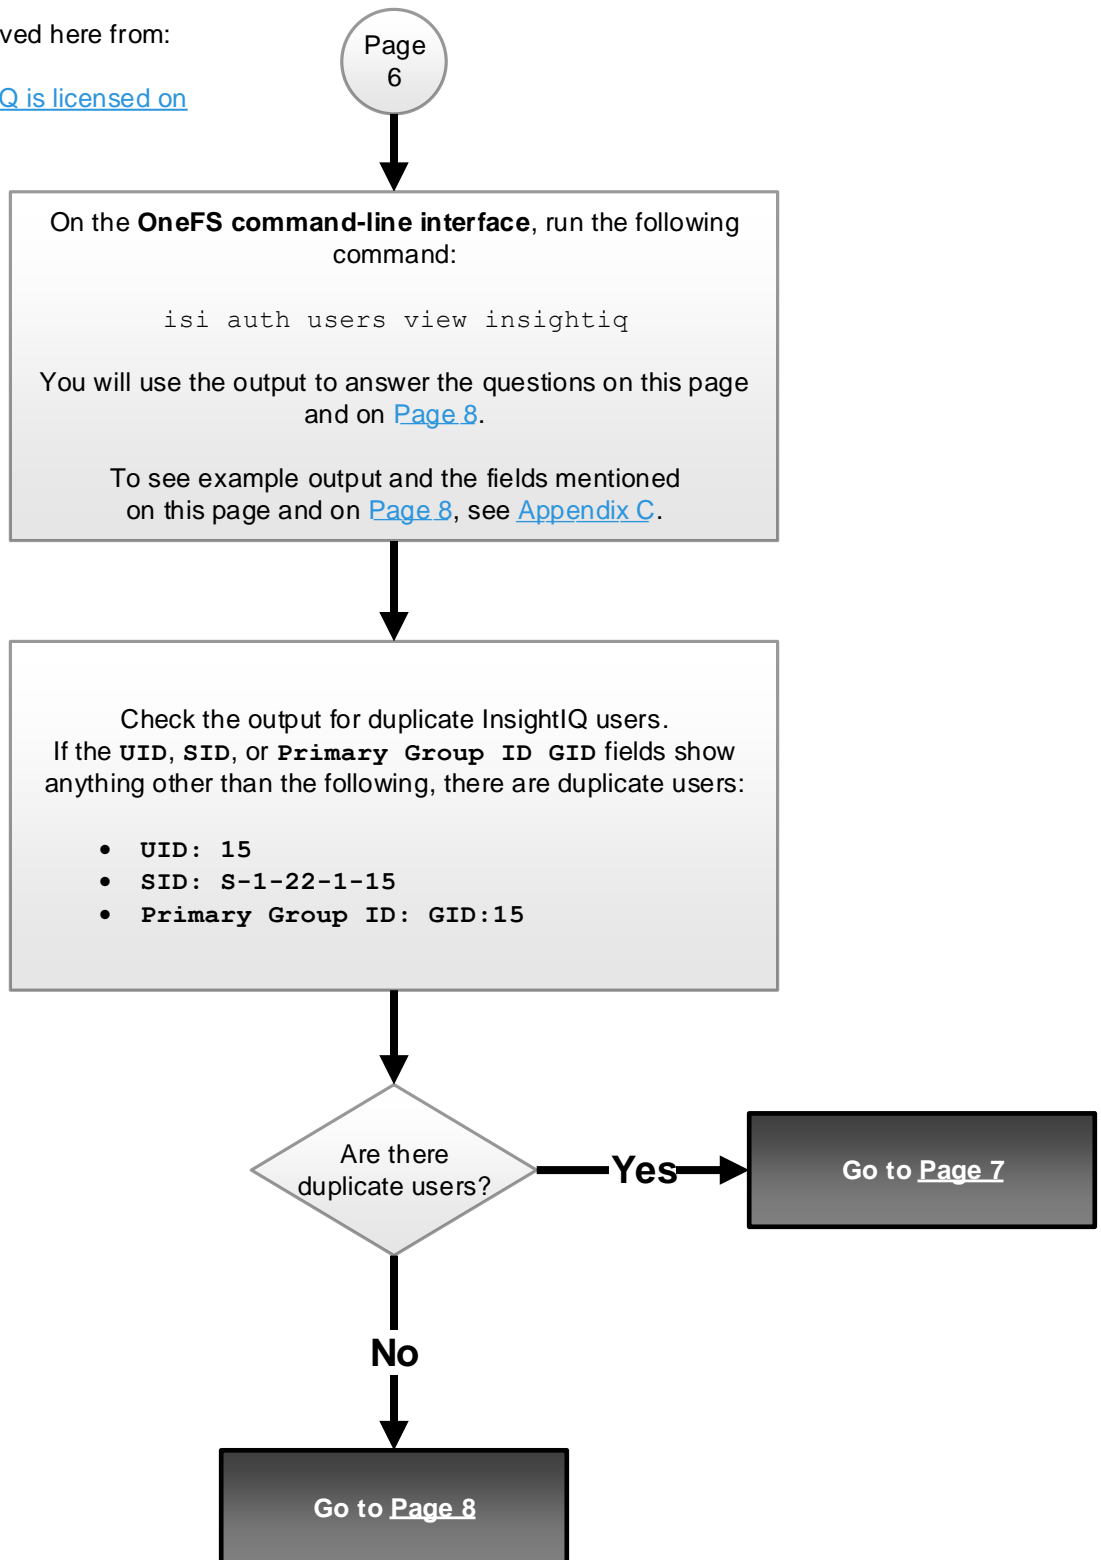 ved here from:
Q is licensed on
Page
6
On the OneFS command-line interface, run the following
command:
isi auth users view insightiq
You will use the output to answer the questions on this page
and on Page 8.
To see example output and the fields mentioned
on this page and on Page 8, see Appendix C.
Check the output for duplicate InsightIQ users.
If the UID, SID, or Primary Group ID GID fields show
anything other than the following, there are duplicate users:
• UID: 15
• SID: S-1-22-1-15
• Primary Group ID: GID:15
Are there
duplicate users?
Yes
Go to Page 7
No
Go to Page 8